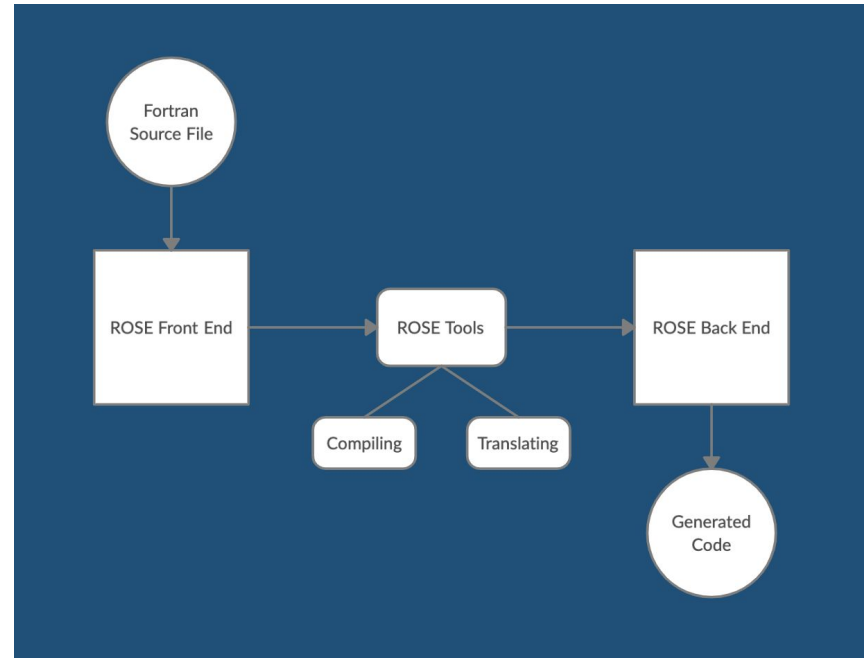 Fortran
Source File
ROSE Front End
ROSE Tools
ROSE Back End
Compiling
Translating
Generated
Code